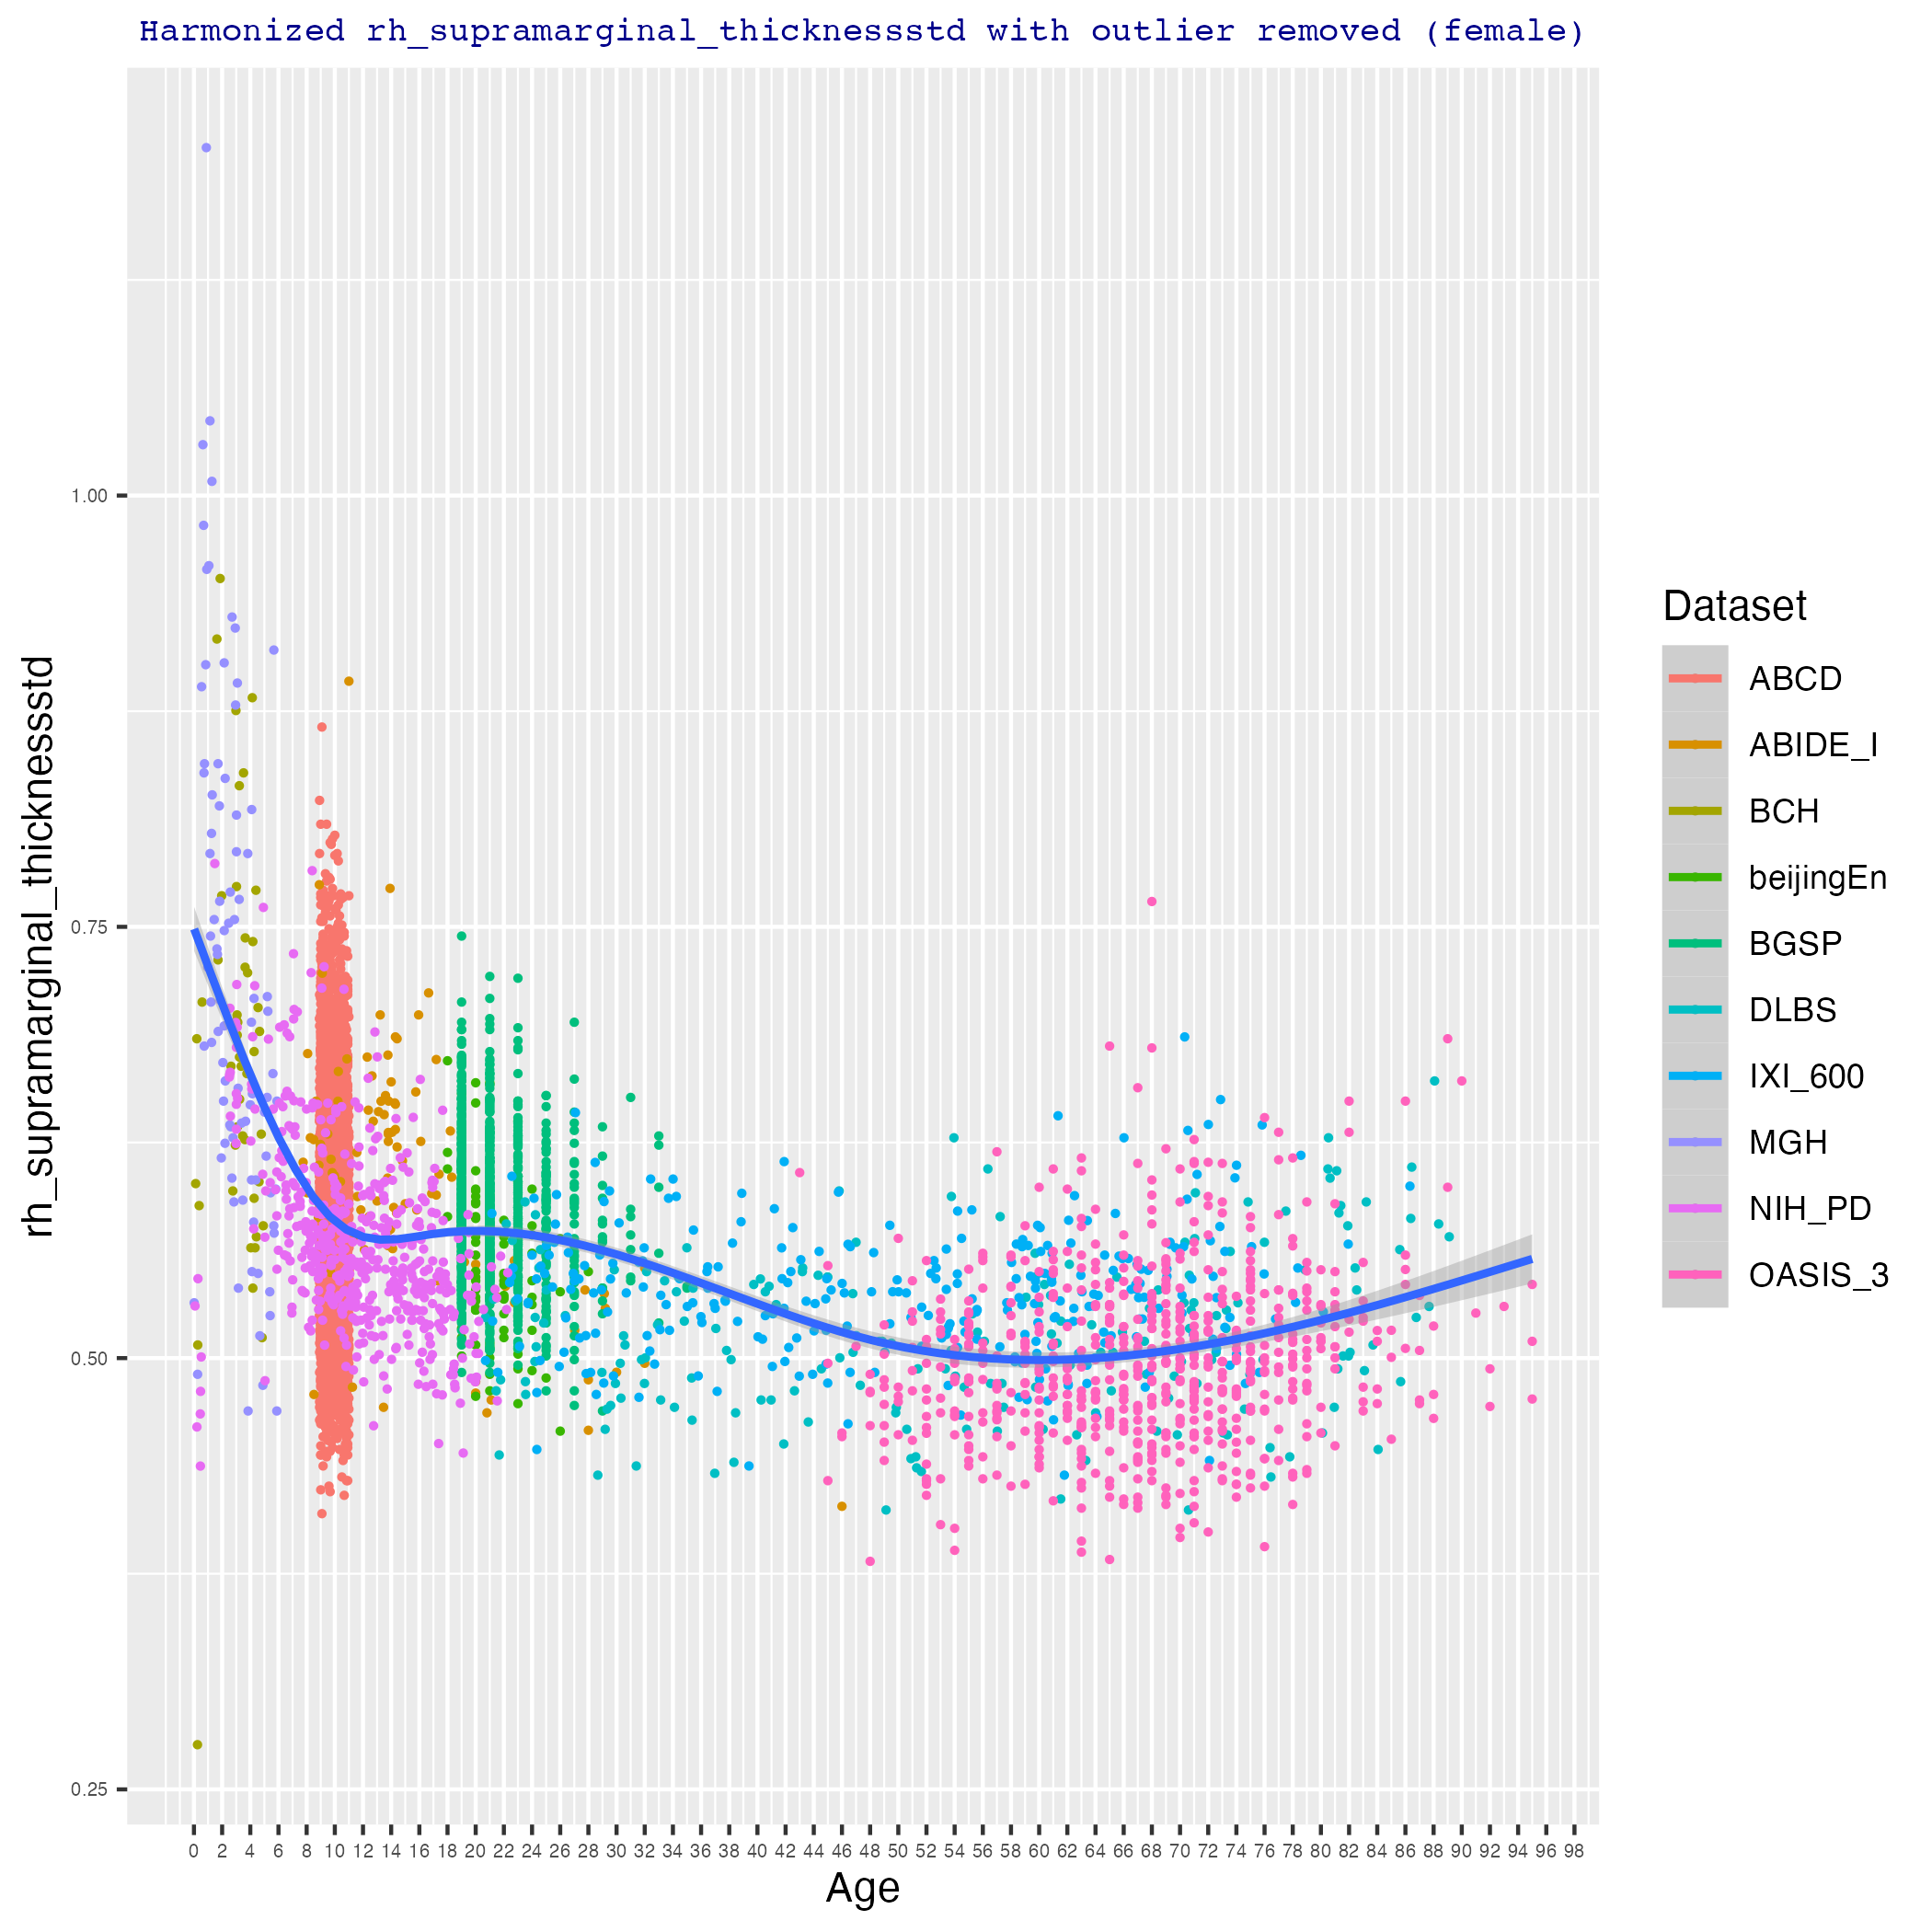 Harmonized rh_supramarginal_thicknessstd with outlier removed (female)
rh_supramarginal_thicknessstd
1.00
0.75
0.50
0.25
0 2 4 6 8 10 12 14 16 18 20 22 24 26 28 30 32 34 36 38 40 42 44 46 48 50 52 54 56 58 60 62 64 66 68 70 72 74 76 78 80 82 84 86 88 90 92 94 96 98
Age
Dataset
ABCD
ABIDE_I
BCH
beijingEn
BGSP
DLBS
IXI_600
MGH
NIH_PD
OASIS_3